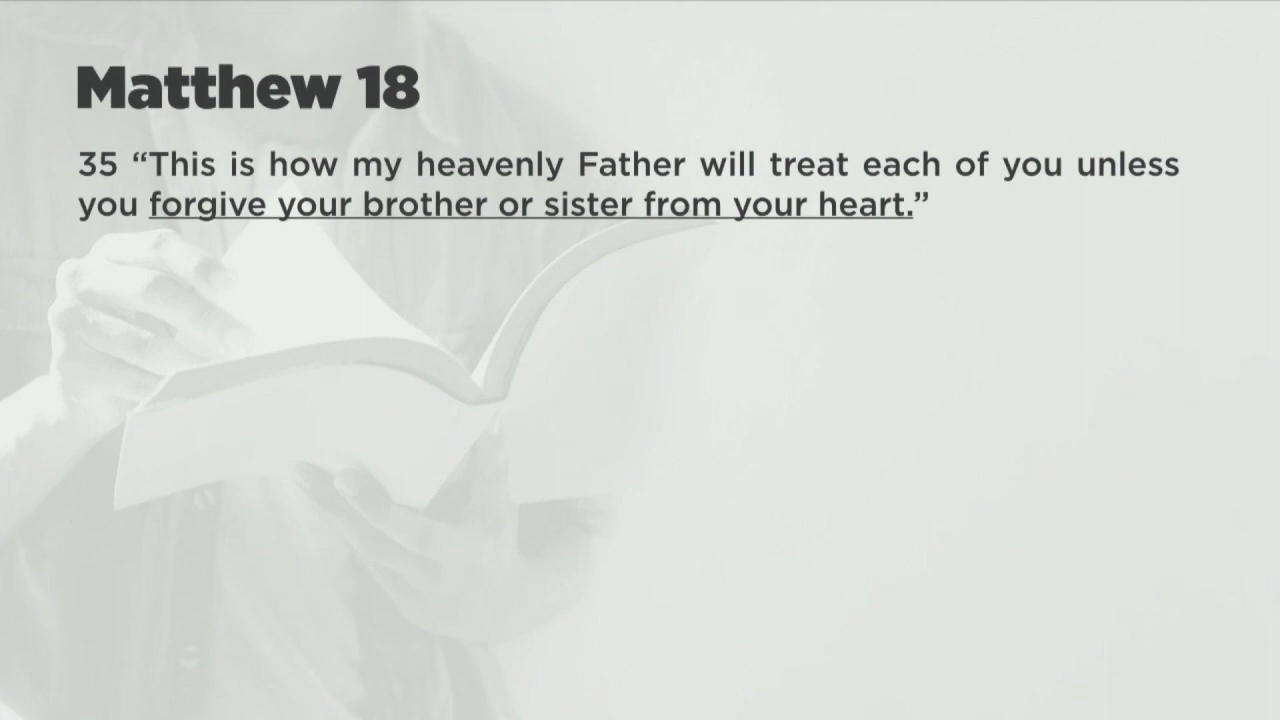 Matthew 18
35 “This is how my heavenly Father will treat each of you unless
you forgive your brother or sister from your heart.”